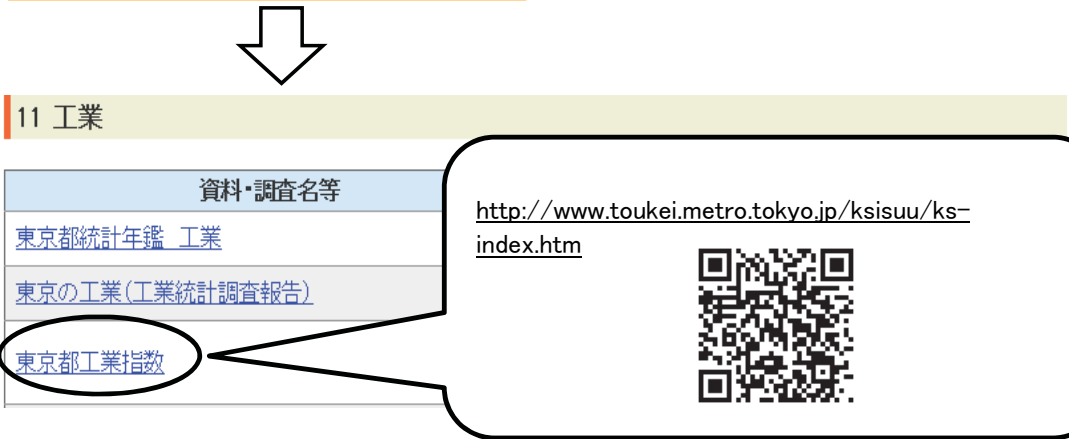 11 工業
資料・調査名等
東京都統計年鑑　工業
東京の工業(工業統計調査報告)
東京都工業指数
http://www.toukei.metro.tokyo.jp/ksisuu/ks-
index.htm